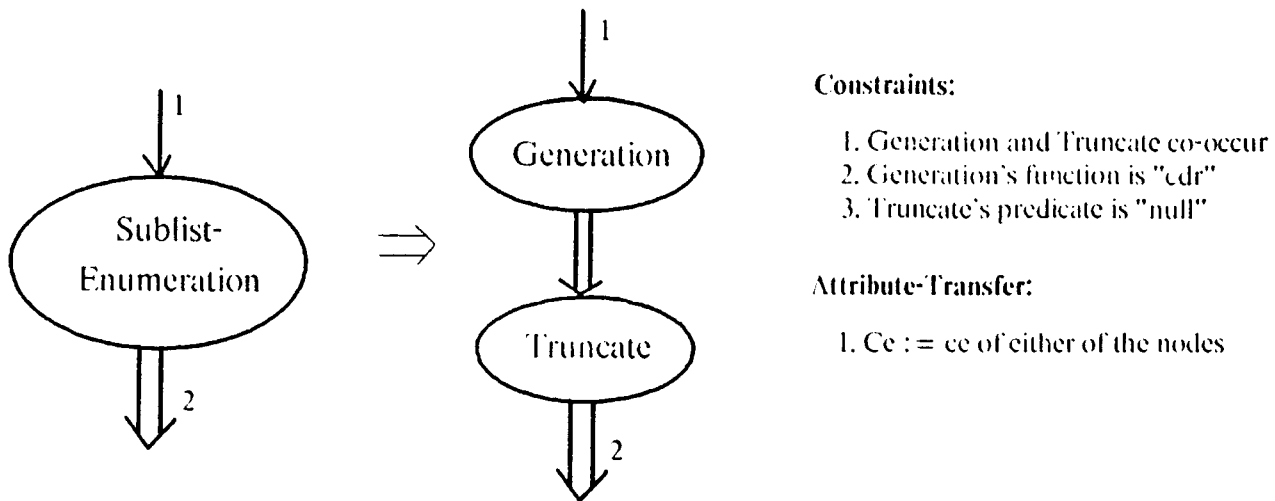 1
Sublist-
Enumeration
2
1
Generation
Truncate
2
Constraints:
1. Generation and Truncate co-occur
2. Generation's function is "cdr"
3. Truncate's predicate is "null"
Attribute-Transfer:
1. Ce : = ce of either of the nodes